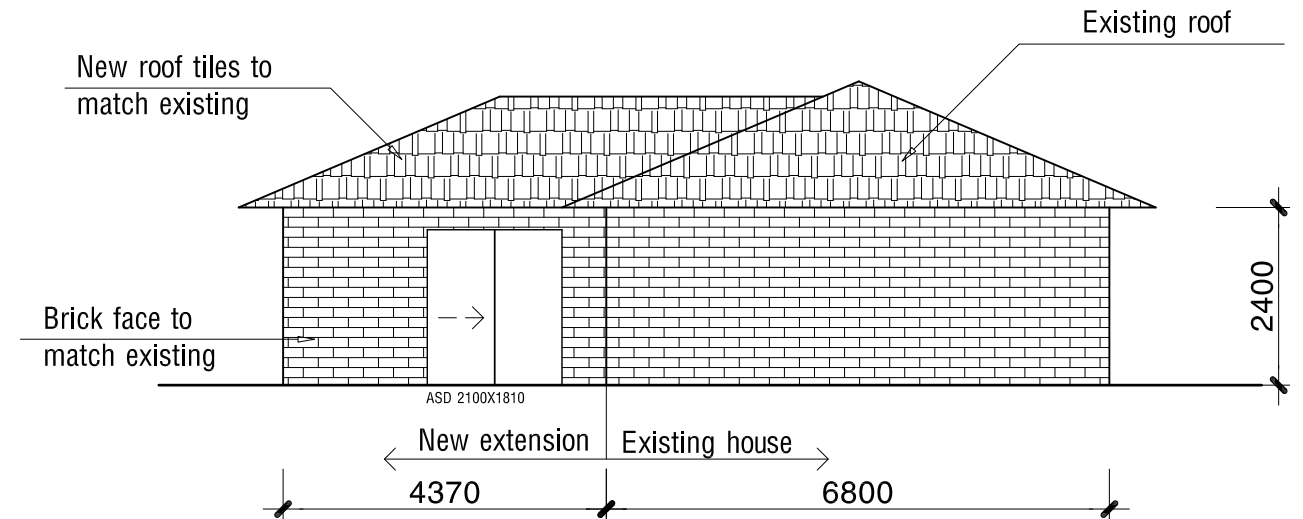 Existing roof
New roof tiles to
match existing
2400
Brick face to
match existing
ASD 2100X1810
New extension
Existing house
4370
6800